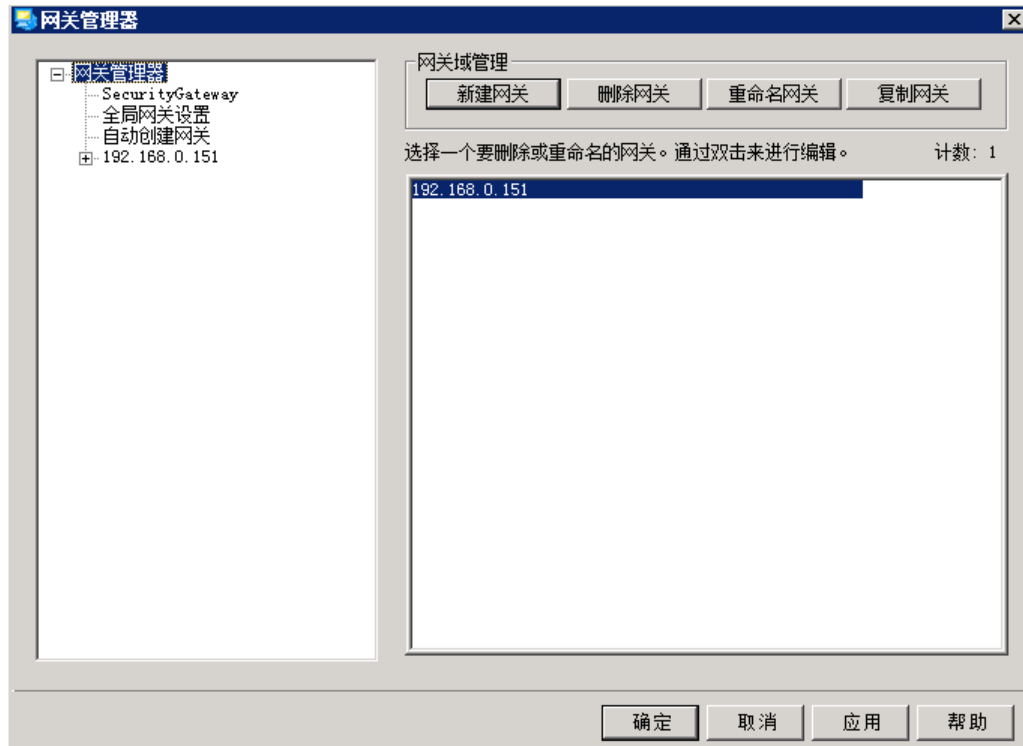 网关管理器
网关管理器
SecurityGateway
全局网关设置
自动创建网关
192.168.0.151
网关域管理
新建网关 删除网关 重命名网关 复制网关
选择一个要删除或重命名的网关。通过双击来进行编辑。 计数: 1
192.168.0.151
确定 取消 应用 帮助